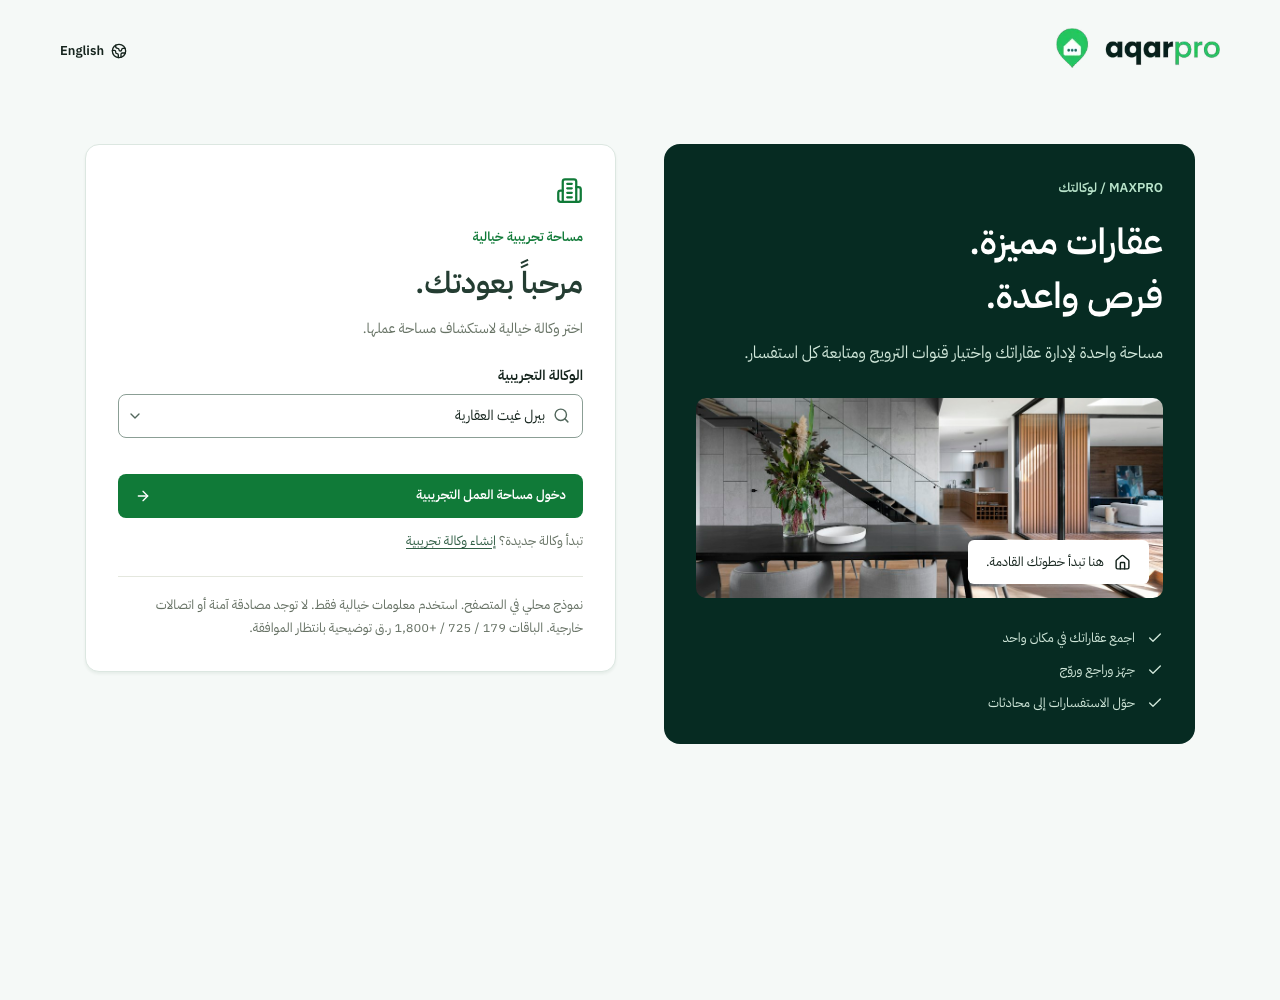 aqarpro
English
MAXPRO / لوكالتك
عقارات مميزة.
فرص واعدة.
مساحة واحدة لإدارة عقاراتك واختيار قنوات الترويج ومتابعة كل استفسار.
هنا تبدأ خطوتك القادمة.
اجمع عقاراتك في مكان واحد
جهّز وراجع وروّج
حوّل الاستفسارات إلى محادثات
مساحة تجريبية خيالية
مرحباً بعودتك.
اختر وكالة خيالية لاستكشاف مساحة عملها.
الوكالة التجريبية
بيرل غيت العقارية
دخول مساحة العمل التجريبية
تبدأ وكالة جديدة؟ إنشاء وكالة تجريبية
نموذج محلي في المتصفح. استخدم معلومات خيالية فقط. لا توجد مصادقة آمنة أو اتصالات
خارجية. الباقات 179 / 725 / +1,800 ر.ق توضيحية بانتظار الموافقة.